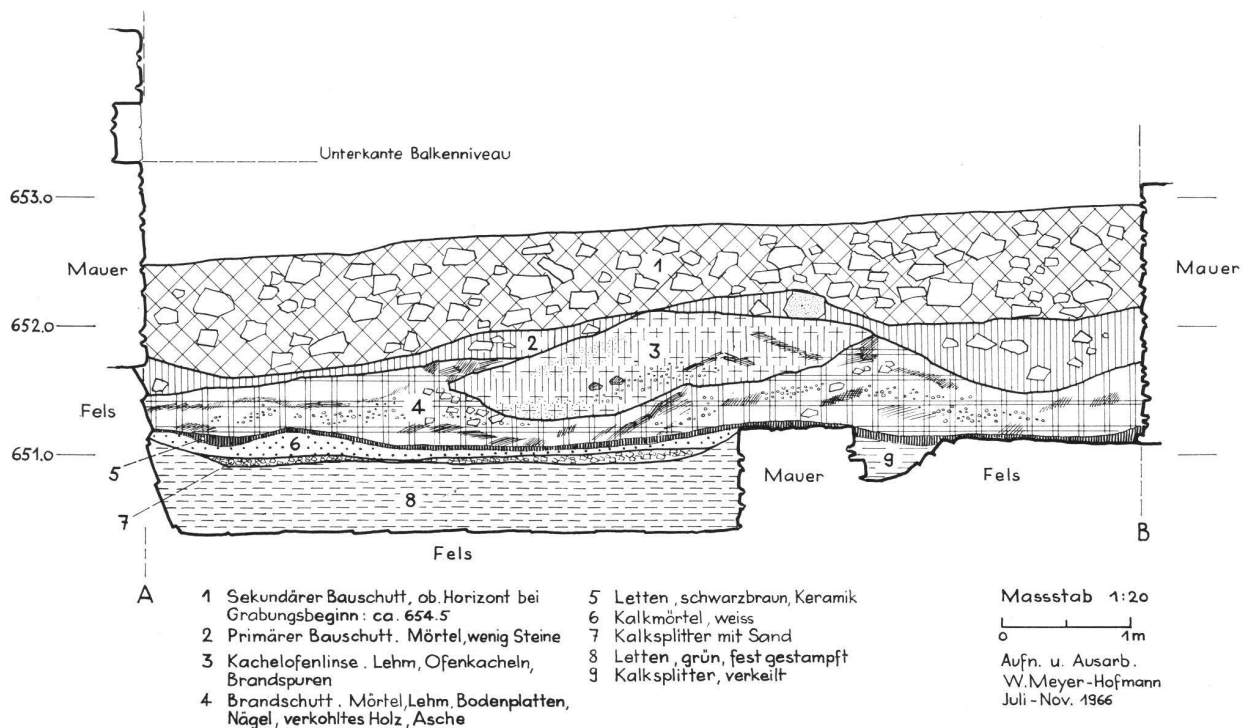 Unterkante Balkenniveau
653.0
Mauer
Mauer
1
652.0
2
3
Fels
4
6
651.0
5
9
Mauer
Fels
8
7
Fels
A
B
1 Sekundärer Bauschutt, ob. Horizont bei
Grabungsbeginn: ca. 654.5
2 Primärer Bauschutt. Mörtel, wenig Steine
3 Kachelofenlinse. Lehm, Ofenkacheln,
Brandspuren
4 Brandschutt. Mörtel, Lehm, Bodenplatten,
Nägel, verkohltes Holz, Asche
5 Letten, schwarzbraun, Keramik
6 Kalkmörtel, weiss
7 Kalksplitter mit Sand
8 Letten, grün, fest gestampft
9 Kalksplitter, verkeilt
Massstab 1:20
0 1m
Aufn. u. Ausarb.
W. Meyer-Hofmann
Juli - Nov. 1966